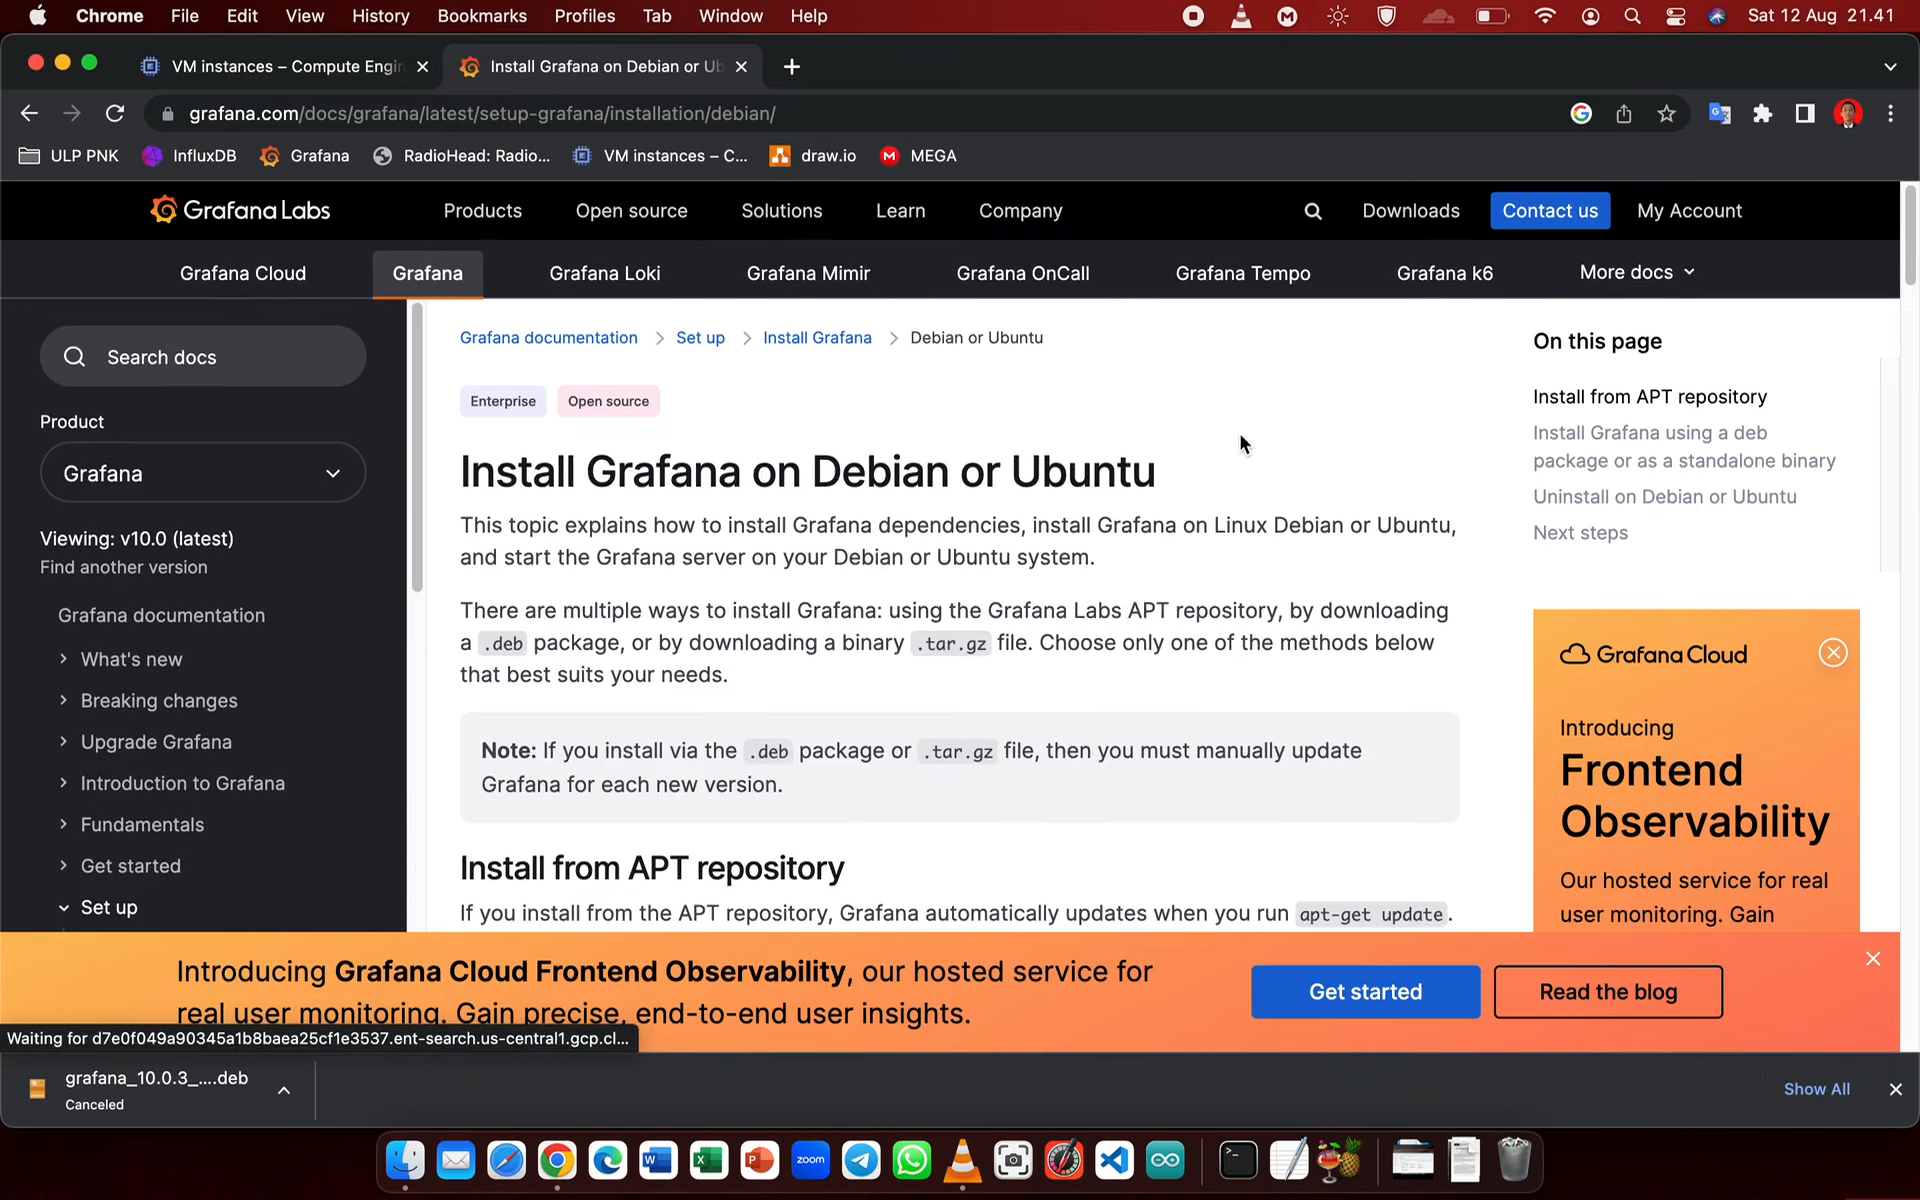 Chrome File Edit View History Bookmarks Profiles Tab Window Help Sat 12 Aug 21.41
VM instances – Compute Engin
Install Grafana on Debian or Ub
grafana.com/docs/grafana/latest/setup-grafana/installation/debian/
ULP PNK InfluxDB Grafana RadioHead: Radio... VM instances – C... draw.io MEGA
Grafana Labs Products Open source Solutions Learn Company Downloads Contact us My Account
Grafana Cloud Grafana Grafana Loki Grafana Mimir Grafana OnCall Grafana Tempo Grafana k6 More docs
Search docs
Product
Grafana
Viewing: v10.0 (latest)
Find another version
Grafana documentation
What's new
Breaking changes
Upgrade Grafana
Introduction to Grafana
Fundamentals
Get started
Set up
Grafana documentation > Set up > Install Grafana > Debian or Ubuntu
Enterprise Open source
Install Grafana on Debian or Ubuntu
This topic explains how to install Grafana dependencies, install Grafana on Linux Debian or Ubuntu,
and start the Grafana server on your Debian or Ubuntu system.
There are multiple ways to install Grafana: using the Grafana Labs APT repository, by downloading
a .deb package, or by downloading a binary .tar.gz file. Choose only one of the methods below
that best suits your needs.
Note: If you install via the .deb package or .tar.gz file, then you must manually update
Grafana for each new version.
Install from APT repository
If you install from the APT repository, Grafana automatically updates when you run apt-get update.
On this page
Install from APT repository
Install Grafana using a deb
package or as a standalone binary
Uninstall on Debian or Ubuntu
Next steps
Grafana Cloud
Introducing
Frontend
Observability
Our hosted service for real
user monitoring. Gain
Introducing Grafana Cloud Frontend Observability, our hosted service for
real user monitoring. Gain precise, end-to-end user insights.
Get started
Read the blog
Waiting for d7e0f049a90345a1b8baea25cf1e3537.ent-search.us-central1.gcp.cl...
grafana_10.0.3_....deb
Canceled
Show All
zoom